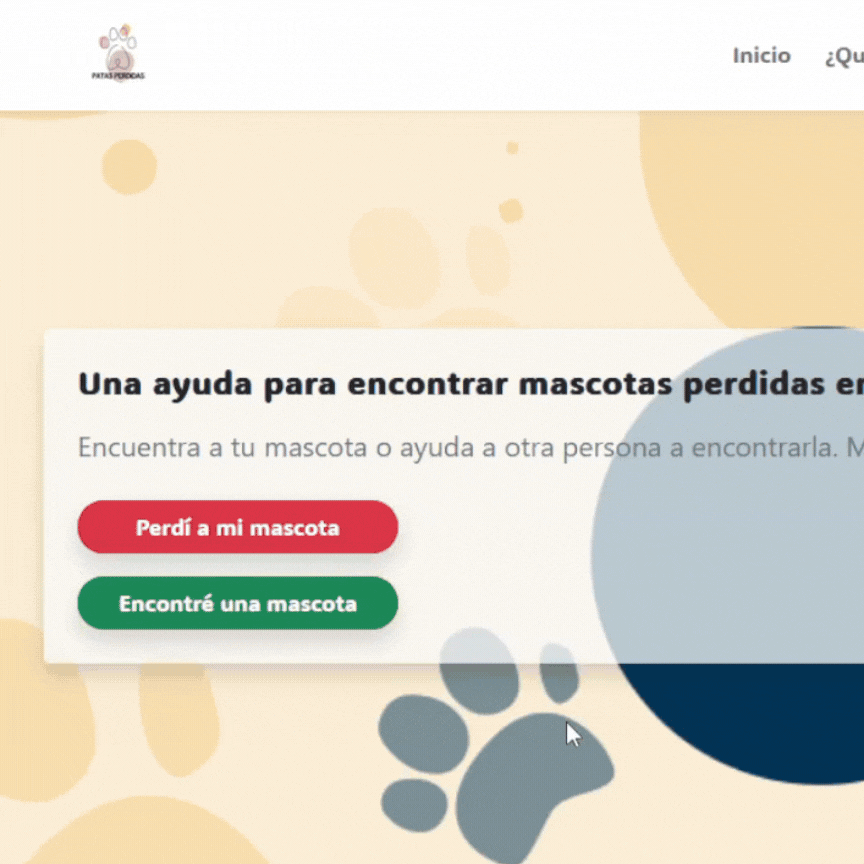 PATAS PERDIDAS
Inicio
¿Qu
Una ayuda para encontrar mascotas perdidas en
Encuentra a tu mascota o ayuda a otra persona a encontrarla. M
Perdí a mi mascota
Encontré una mascota